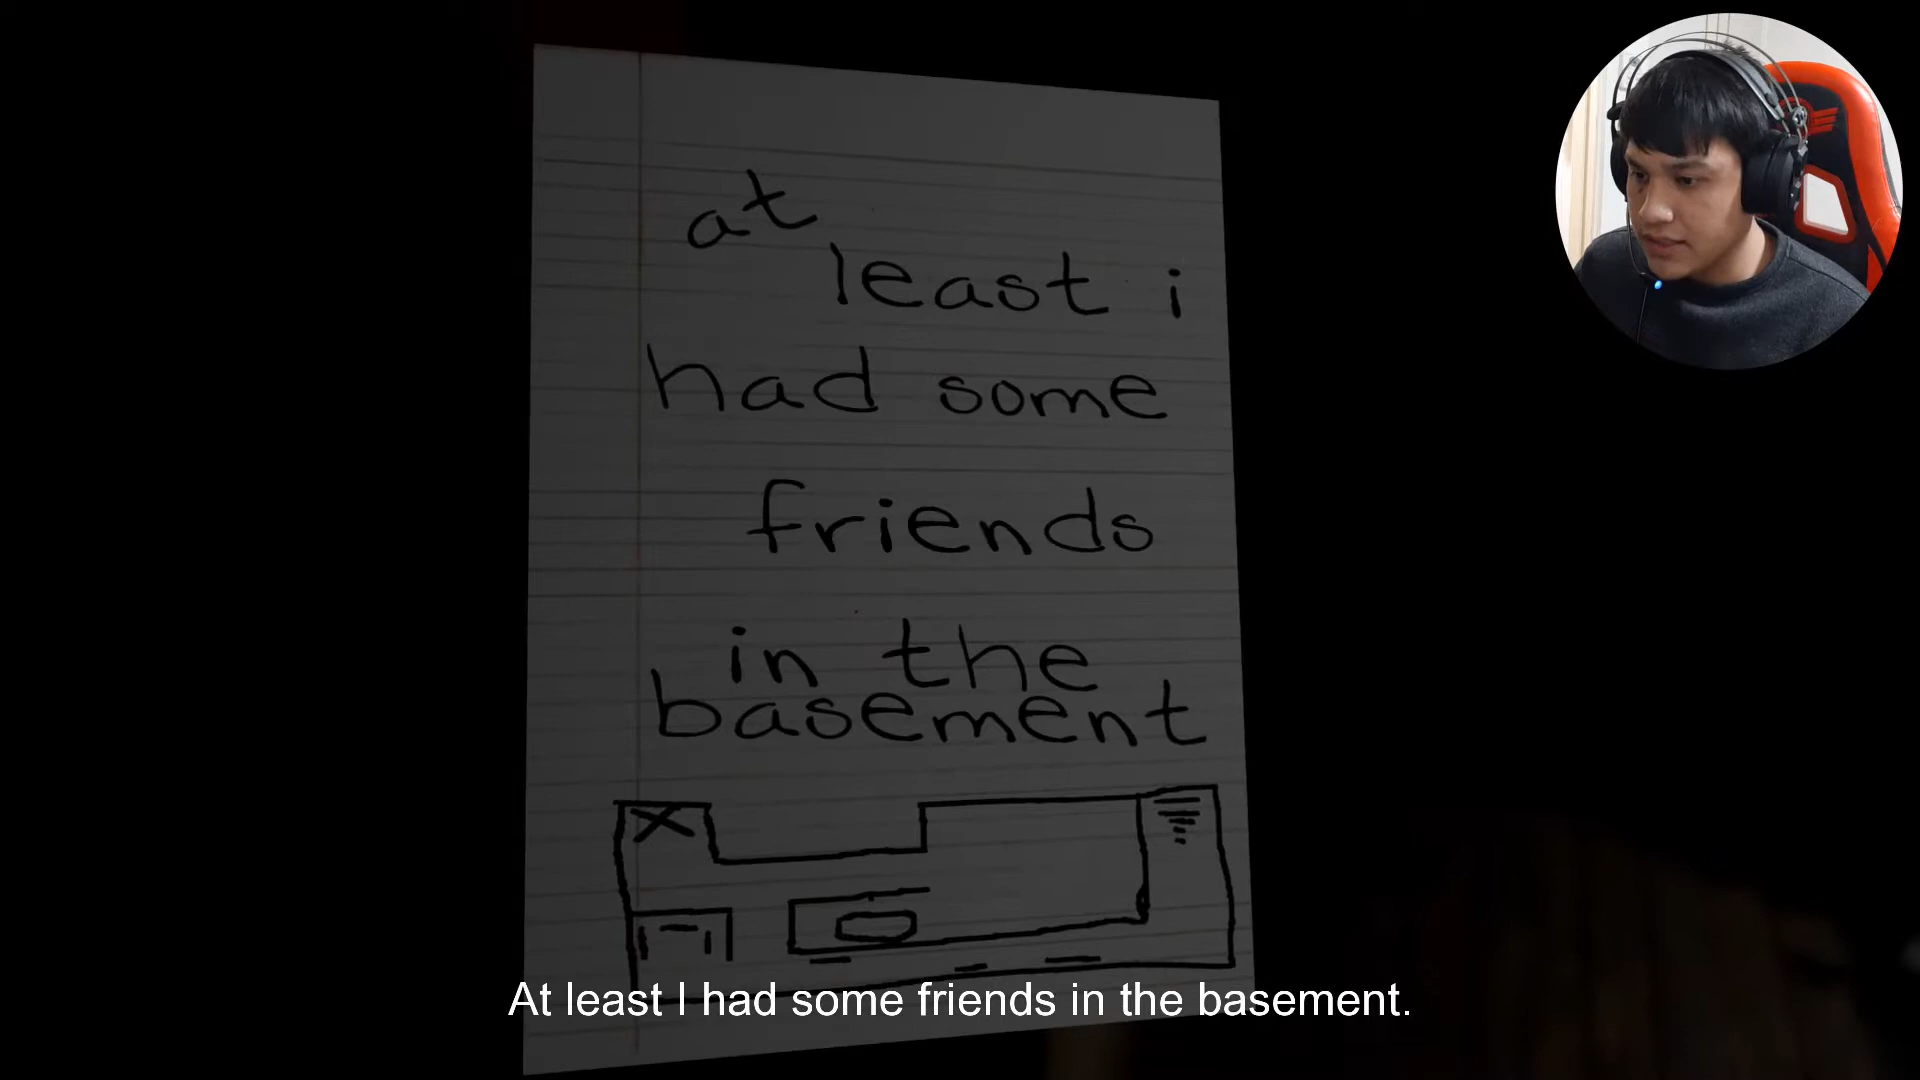 at
least i
had some
friends
in the
basement
At least I had some friends in the basement.